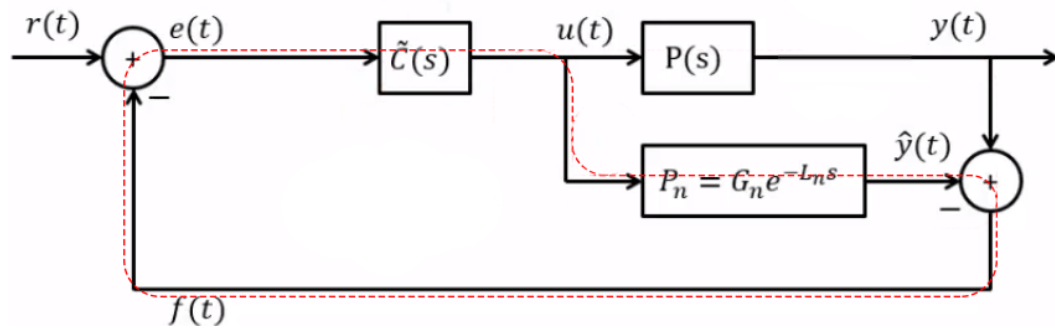 r(t)
+
−
e(t)
C̃(s)
u(t)
P(s)
y(t)
P_n = G_n e^{-L_n s}
ŷ(t)
+
−
f(t)